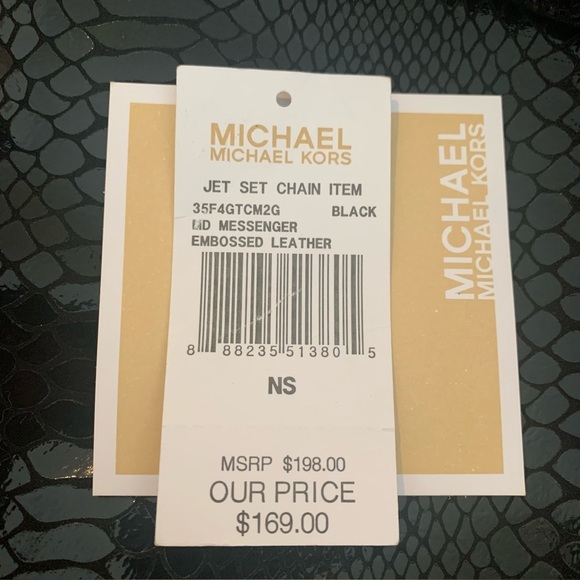 MICHAEL
MICHAEL KORS
JET SET CHAIN ITEM
35F4GTCM2G BLACK
MD MESSENGER
EMBOSSED LEATHER
8 88235 51380 5
NS
MSRP $198.00
OUR PRICE
$169.00
MICHAEL
MICHAEL KORS